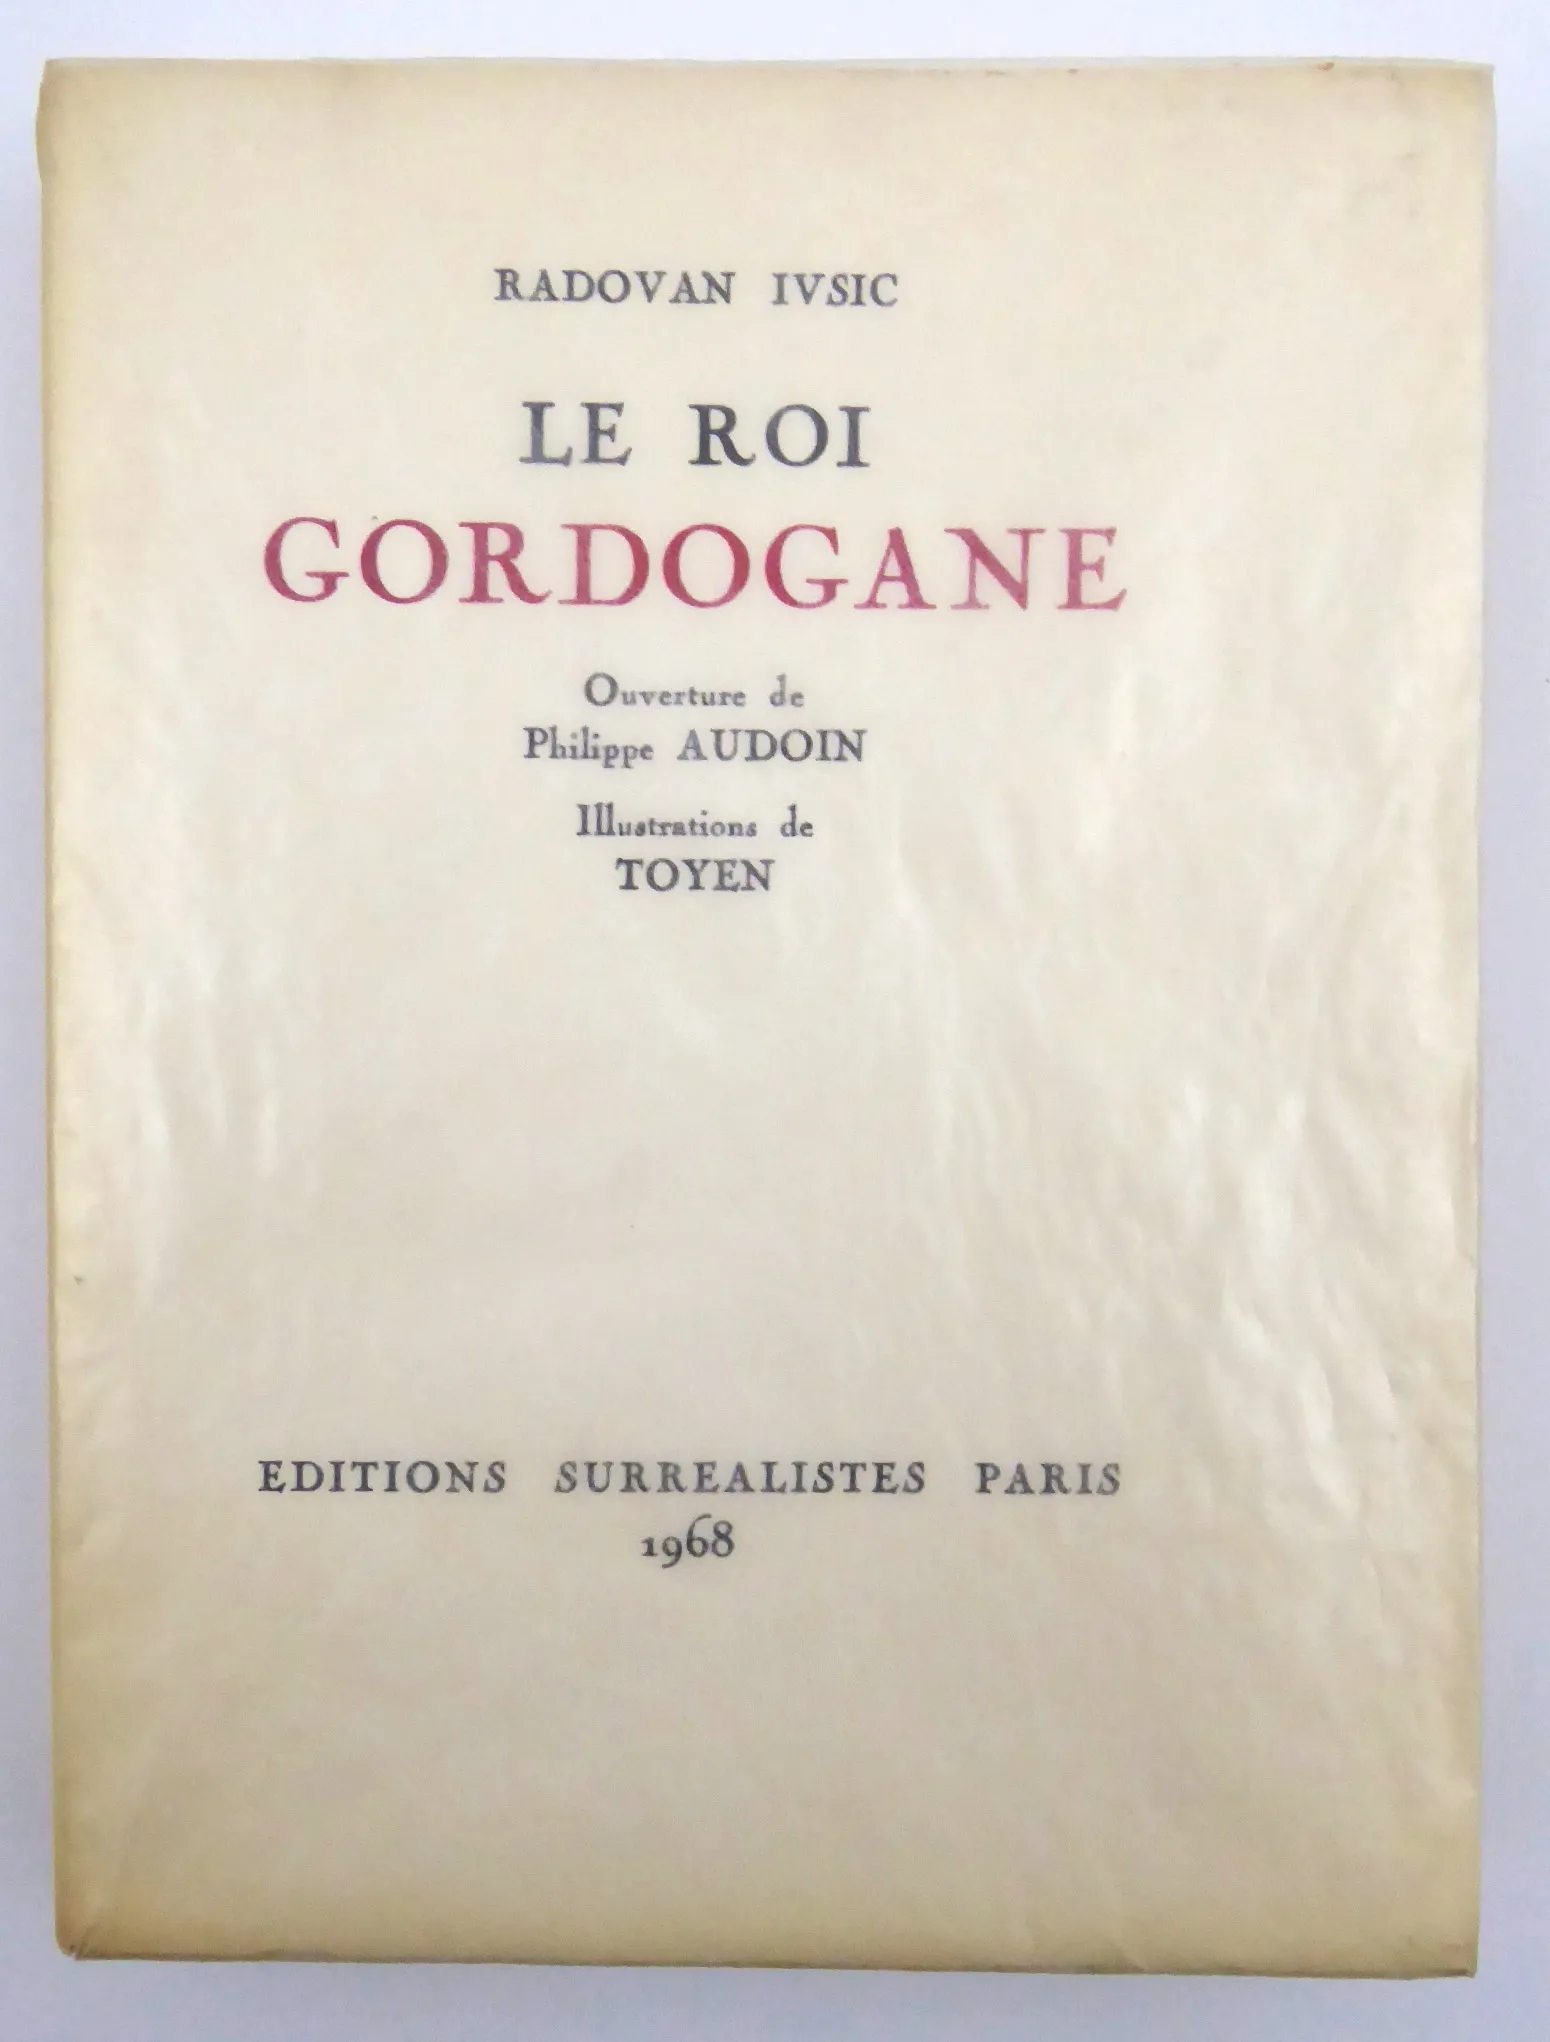 RADOVAN IVSIC
LE ROI
GORDOGANE
Ouverture de
Philippe AUDOIN
Illustrations de
TOYEN
EDITIONS SURREALISTES PARIS
1968